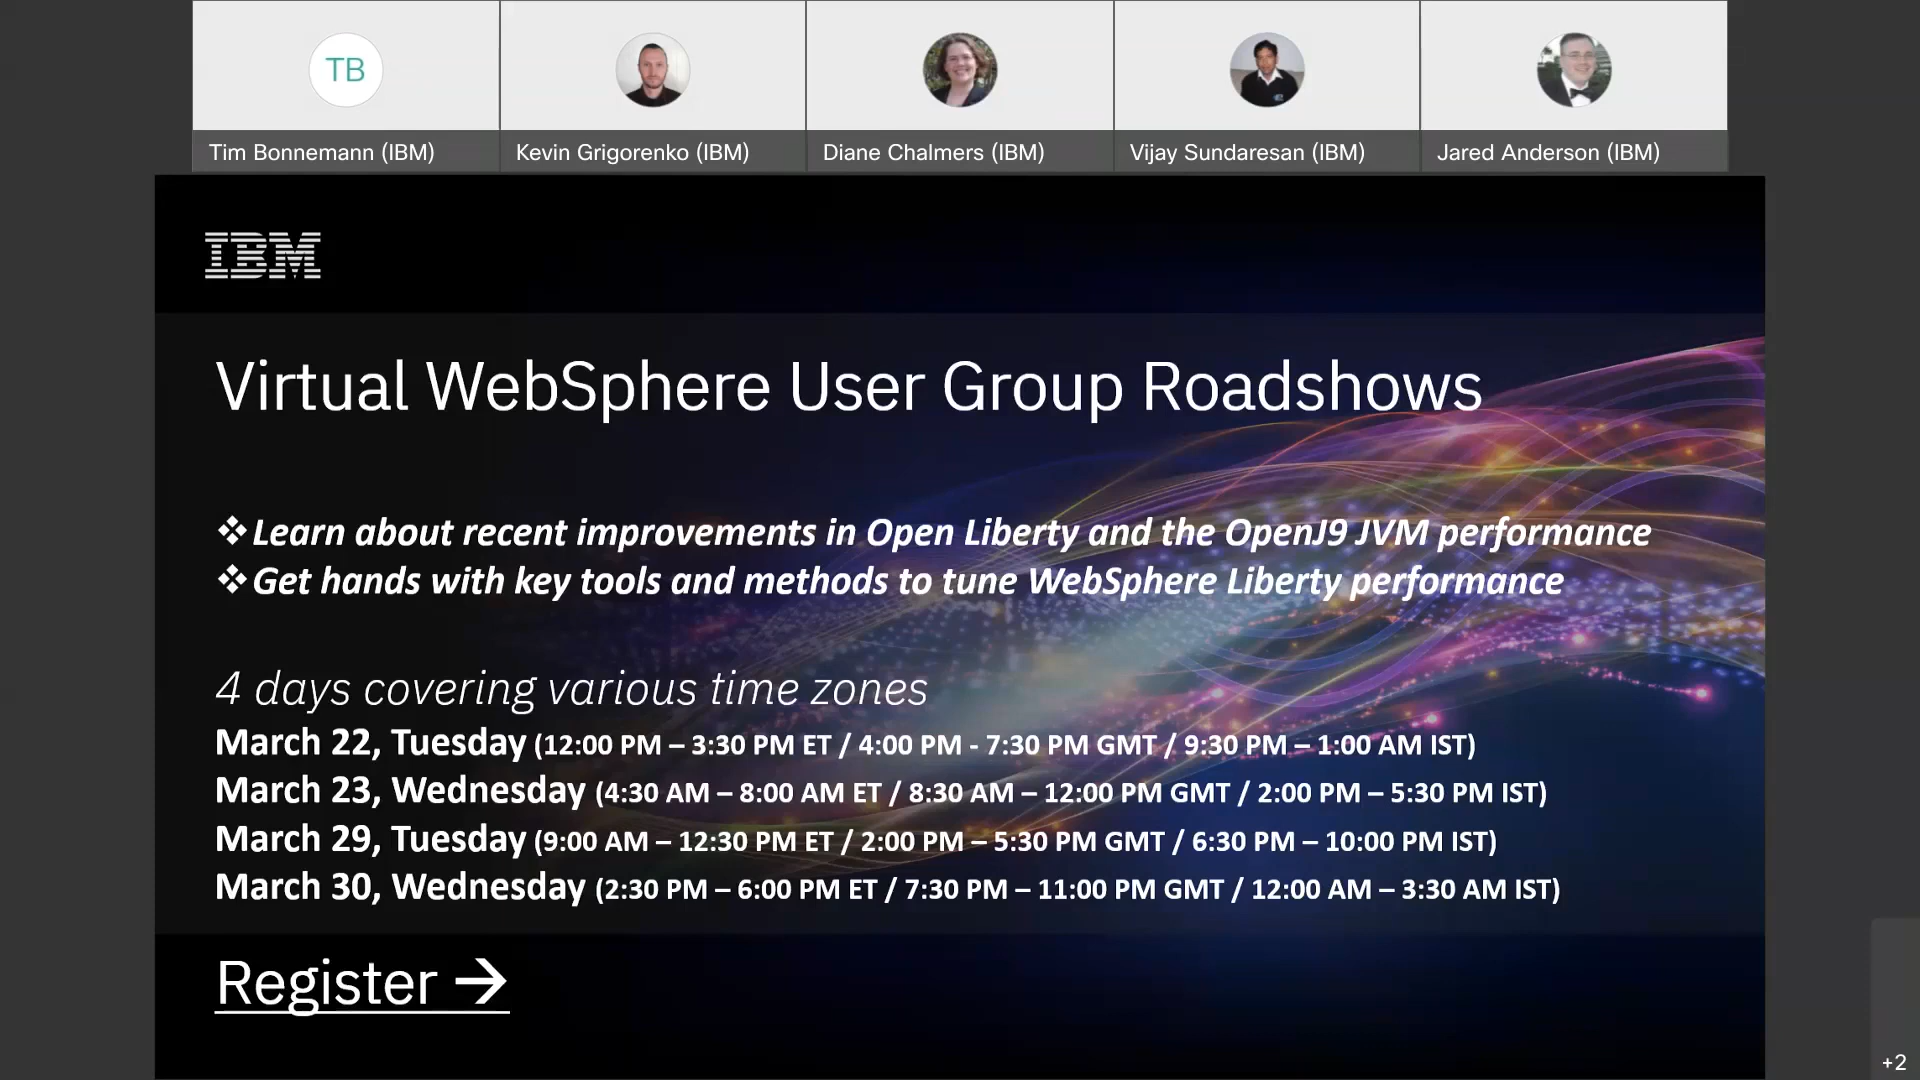 TB
Tim Bonnemann (IBM)
Kevin Grigorenko (IBM)
Diane Chalmers (IBM)
Vijay Sundaresan (IBM)
Jared Anderson (IBM)
IBM
Virtual WebSphere User Group Roadshows
❖Learn about recent improvements in Open Liberty and the OpenJ9 JVM performance
❖Get hands with key tools and methods to tune WebSphere Liberty performance
4 days covering various time zones
March 22, Tuesday (12:00 PM – 3:30 PM ET / 4:00 PM - 7:30 PM GMT / 9:30 PM – 1:00 AM IST)
March 23, Wednesday (4:30 AM – 8:00 AM ET / 8:30 AM – 12:00 PM GMT / 2:00 PM – 5:30 PM IST)
March 29, Tuesday (9:00 AM – 12:30 PM ET / 2:00 PM – 5:30 PM GMT / 6:30 PM – 10:00 PM IST)
March 30, Wednesday (2:30 PM – 6:00 PM ET / 7:30 PM – 11:00 PM GMT / 12:00 AM – 3:30 AM IST)
Register →
+2